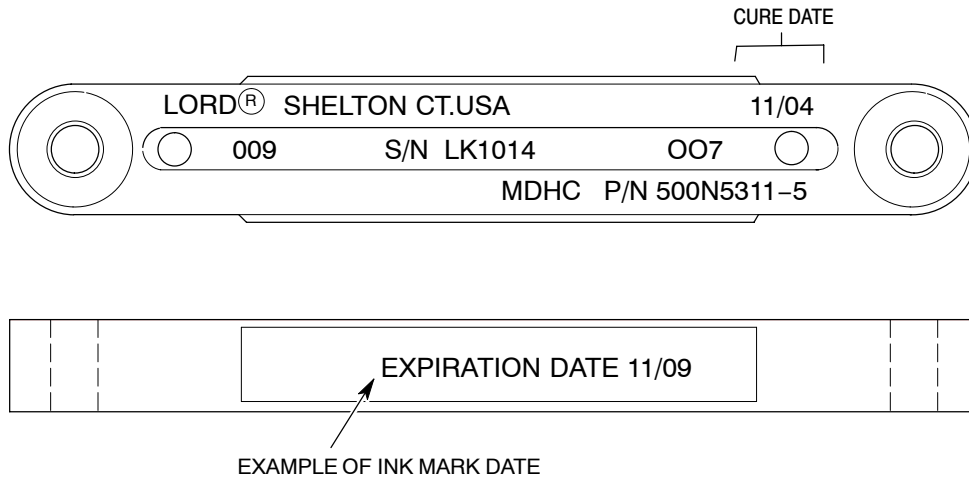 CURE DATE
LORD® SHELTON CT.USA 11/04
009 S/N LK1014 OO7
MDHC P/N 500N5311−5
EXPIRATION DATE 11/09
EXAMPLE OF INK MARK DATE